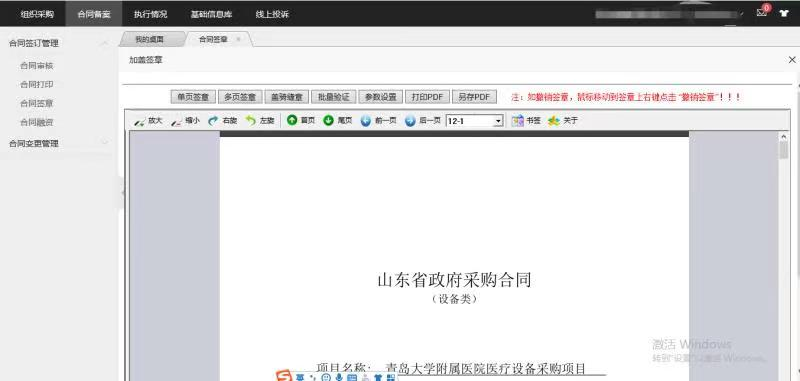 组织采购 合同备案 执行情况 基础信息库 线上投诉 0
合同签订管理
合同审核
合同打印
合同签章
合同融资
合同变更管理
我的桌面 合同签章 ×
加盖签章
单页签章 多页签章 盖骑缝章 批量验证 参数设置 打印PDF 另存PDF 注：如撤销签章，鼠标移动到签章上右键点击 "撤销签章"！！！
放大 缩小 右旋 左旋 首页 尾页 前一页 后一页 12-1 书签 关于
山东省政府采购合同
（设备类）
项目名称： 青岛大学附属医院医疗设备采购项目
激活 Windows
转到"设置"以激活 Windows。
英